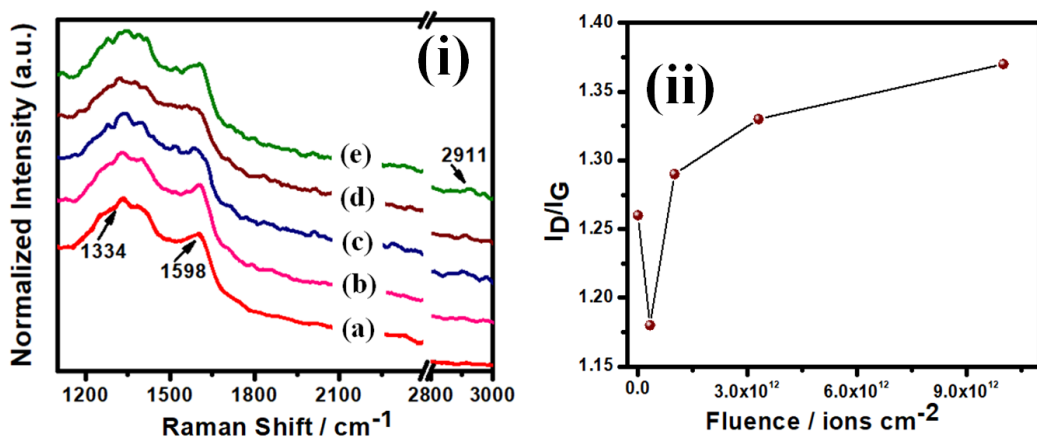 (i)
Normalized Intensity (a.u.)
(e)
(d)
(c)
(b)
(a)
1334
1598
2911
1200 1500 1800 2100 2800 3000
Raman Shift / cm⁻¹
(ii)
I_D/I_G
1.40
1.35
1.30
1.25
1.20
1.15
0.0 3.0x10¹² 6.0x10¹² 9.0x10¹²
Fluence / ions cm⁻²